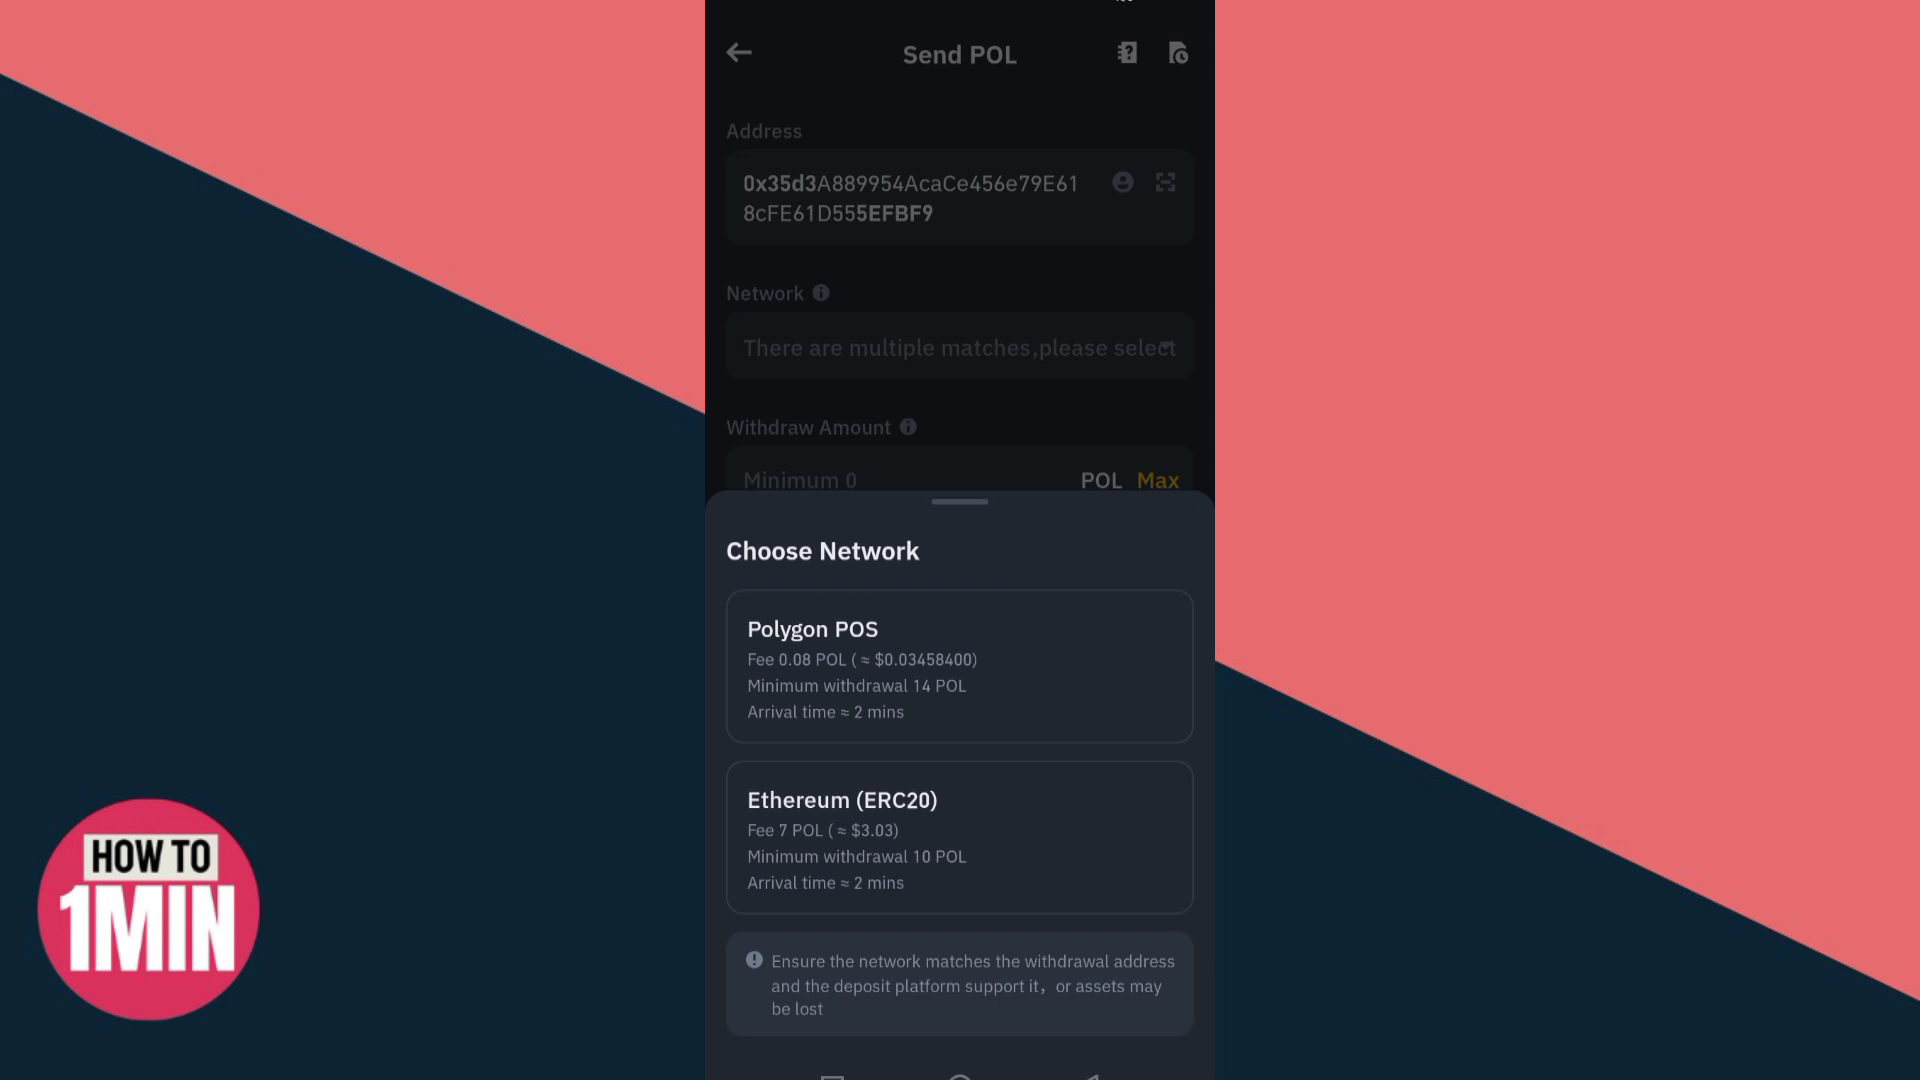 Send POL
Address
0x35d3A889954AcaCe456e79E61
8cFE61D555EFBF9
Network
There are multiple matches,please select
Withdraw Amount
Minimum 0 POL Max
Choose Network
Polygon POS
Fee 0.08 POL ( ≈ $0.03458400)
Minimum withdrawal 14 POL
Arrival time ≈ 2 mins
Ethereum (ERC20)
Fee 7 POL ( ≈ $3.03)
Minimum withdrawal 10 POL
Arrival time ≈ 2 mins
Ensure the network matches the withdrawal address
and the deposit platform support it，or assets may
be lost
HOW TO
1MIN